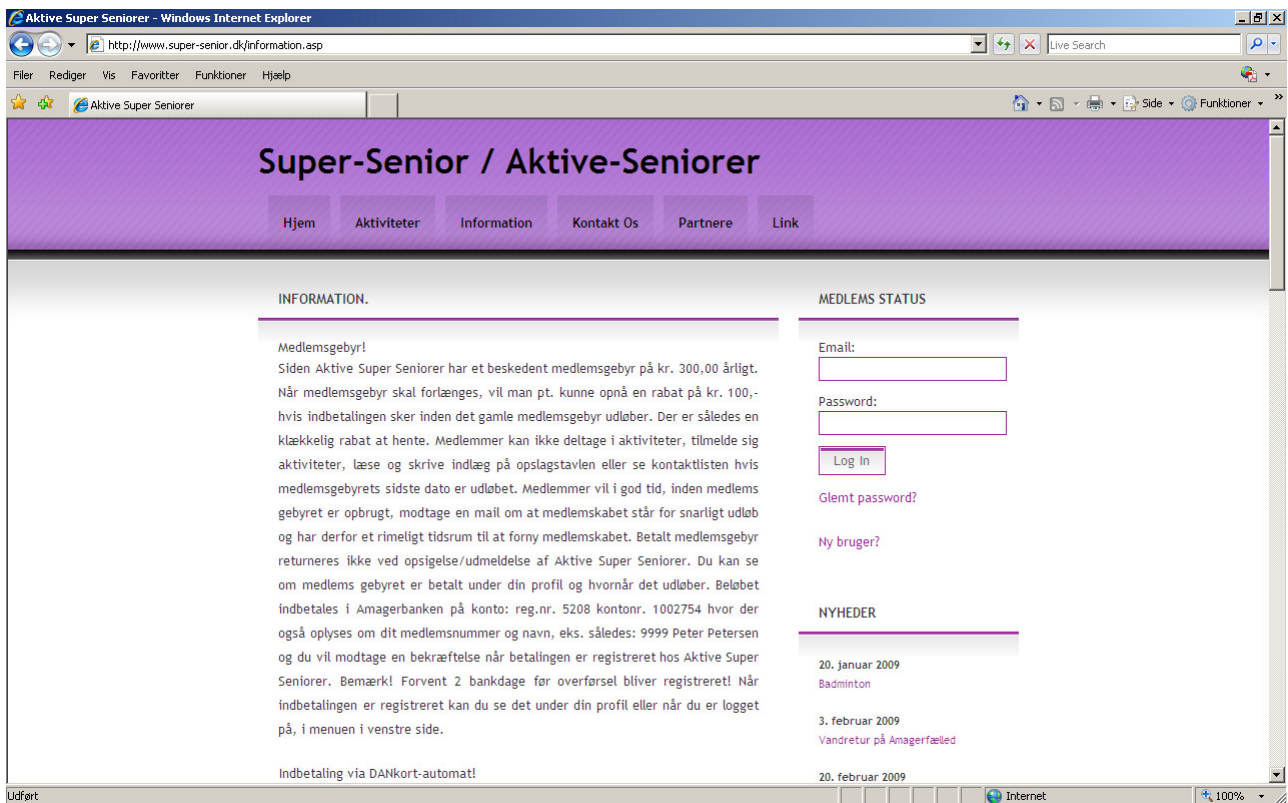 Aktive Super Seniorer - Windows Internet Explorer
http://www.super-senior.dk/information.asp
Live Search
Filer Rediger Vis Favoritter Funktioner Hjælp
Aktive Super Seniorer
Side Funktioner
Super-Senior / Aktive-Seniorer
Hjem Aktiviteter Information Kontakt Os Partnere Link
INFORMATION.
Medlemsgebyr!
Siden Aktive Super Seniorer har et beskedent medlemsgebyr på kr. 300,00 årligt.
Når medlemsgebyr skal forlænges, vil man pt. kunne opnå en rabat på kr. 100,-
hvis indbetalingen sker inden det gamle medlemsgebyr udløber. Der er således en
klækkelig rabat at hente. Medlemmer kan ikke deltage i aktiviteter, tilmelde sig
aktiviteter, læse og skrive indlæg på opslagstavlen eller se kontaktlisten hvis
medlemsgebyrets sidste dato er udløbet. Medlemmer vil i god tid, inden medlems
gebyret er opbrugt, modtage en mail om at medlemskabet står for snarligt udløb
og har derfor et rimeligt tidsrum til at forny medlemskabet. Betalt medlemsgebyr
returneres ikke ved opsigelse/udmeldelse af Aktive Super Seniorer. Du kan se
om medlems gebyret er betalt under din profil og hvornår det udløber. Beløbet
indbetales i Amagerbanken på konto: reg.nr. 5208 kontonr. 1002754 hvor der
også oplyses om dit medlemsnummer og navn, eks. således: 9999 Peter Petersen
og du vil modtage en bekræftelse når betalingen er registreret hos Aktive Super
Seniorer. Bemærk! Forvent 2 bankdage før overførsel bliver registreret! Når
indbetalingen er registreret kan du se det under din profil eller når du er logget
på, i menuen i venstre side.
Indbetaling via DANkort-automat!
MEDLEMS STATUS
Email:
Password:
Log In
Glemt password?
Ny bruger?
NYHEDER
20. januar 2009
Badminton
3. februar 2009
Vandretur på Amagerfælled
20. februar 2009
Udført
Internet
100%